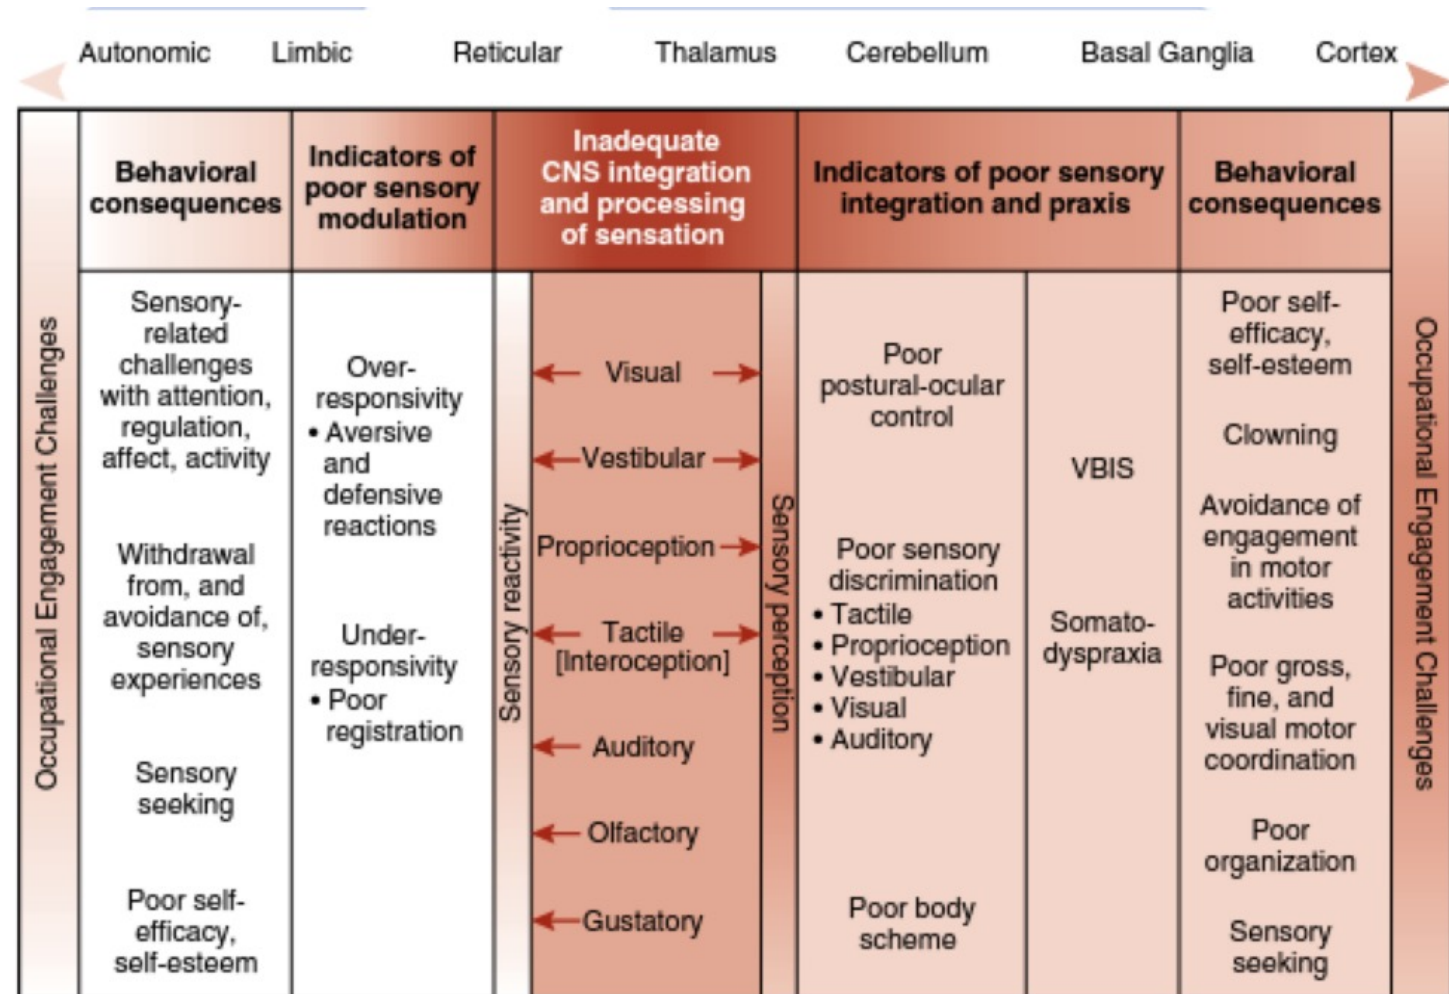 Autonomic Limbic Reticular Thalamus Cerebellum Basal Ganglia Cortex
Occupational Engagement Challenges
Behavioral
consequences
Sensory-
related
challenges
with attention,
regulation,
affect, activity
Withdrawal
from, and
avoidance of,
sensory
experiences
Sensory
seeking
Poor self-
efficacy,
self-esteem
Indicators of
poor sensory
modulation
Over-
responsivity
• Aversive
and
defensive
reactions
Under-
responsivity
• Poor
registration
Inadequate
CNS integration
and processing
of sensation
Sensory reactivity
Visual
Vestibular
Proprioception
Tactile
[Interoception]
Auditory
Olfactory
Gustatory
Sensory perception
Indicators of poor sensory
integration and praxis
Poor
postural-ocular
control
Poor sensory
discrimination
• Tactile
• Proprioception
• Vestibular
• Visual
• Auditory
Poor body
scheme
VBIS
Somato-
dyspraxia
Behavioral
consequences
Poor self-
efficacy,
self-esteem
Clowning
Avoidance of
engagement
in motor
activities
Poor gross,
fine, and
visual motor
coordination
Poor
organization
Sensory
seeking
Occupational Engagement Challenges